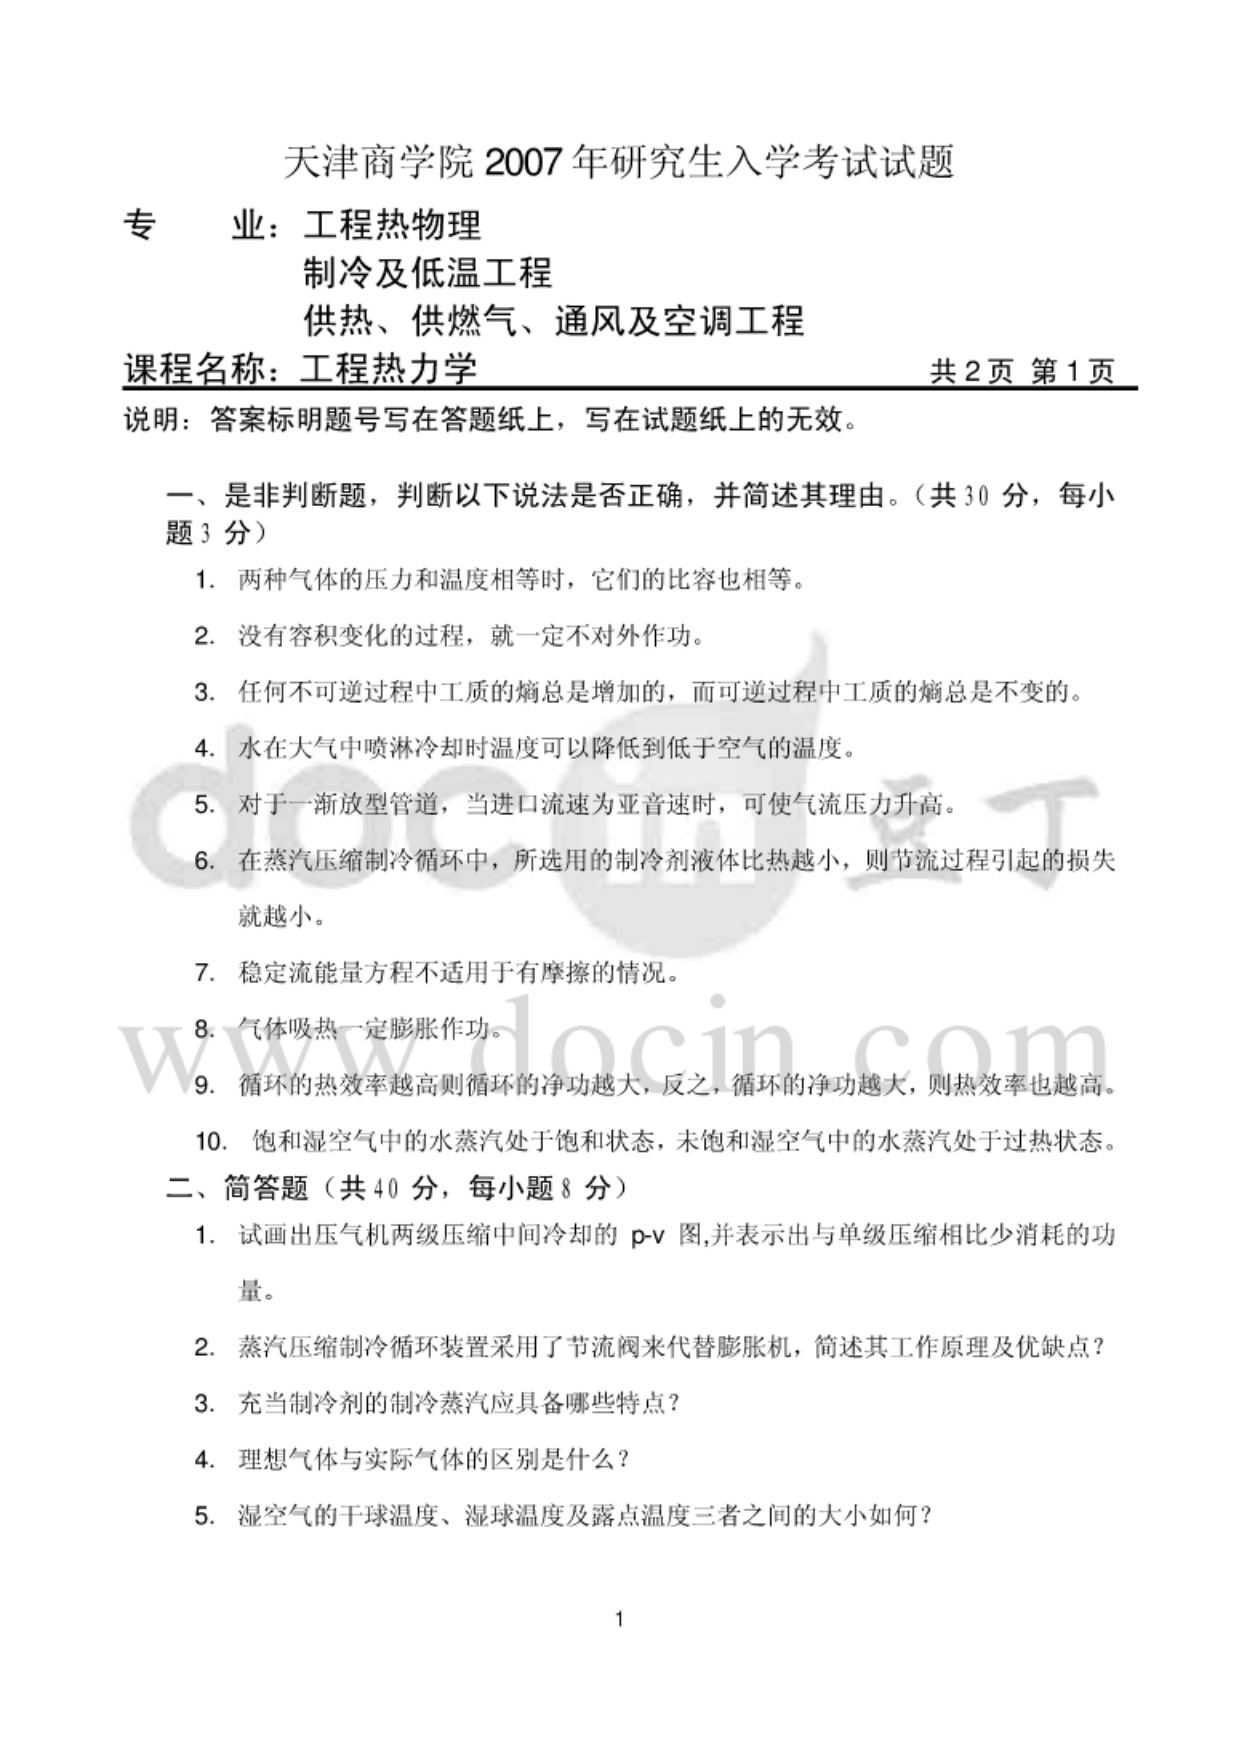 天津商学院 2007 年研究生入学考试试题
专 业：工程热物理
制冷及低温工程
供热、供燃气、通风及空调工程
课程名称：工程热力学 共 2 页 第 1 页
说明：答案标明题号写在答题纸上，写在试题纸上的无效。
一、是非判断题，判断以下说法是否正确，并简述其理由。（共 30 分，每小
题 3 分）
1. 两种气体的压力和温度相等时，它们的比容也相等。
2. 没有容积变化的过程，就一定不对外作功。
3. 任何不可逆过程中工质的熵总是增加的，而可逆过程中工质的熵总是不变的。
4. 水在大气中喷淋冷却时温度可以降低到低于空气的温度。
5. 对于一渐放型管道，当进口流速为亚音速时，可使气流压力升高。
6. 在蒸汽压缩制冷循环中，所选用的制冷剂液体比热越小，则节流过程引起的损失
就越小。
7. 稳定流能量方程不适用于有摩擦的情况。
8. 气体吸热一定膨胀作功。
9. 循环的热效率越高则循环的净功越大，反之，循环的净功越大，则热效率也越高。
10. 饱和湿空气中的水蒸汽处于饱和状态，未饱和湿空气中的水蒸汽处于过热状态。
二、简答题（共 40 分，每小题 8 分）
1. 试画出压气机两级压缩中间冷却的 p-v 图,并表示出与单级压缩相比少消耗的功
量。
2. 蒸汽压缩制冷循环装置采用了节流阀来代替膨胀机，简述其工作原理及优缺点？
3. 充当制冷剂的制冷蒸汽应具备哪些特点？
4. 理想气体与实际气体的区别是什么？
5. 湿空气的干球温度、湿球温度及露点温度三者之间的大小如何？
1
docin 豆丁
www.docin.com